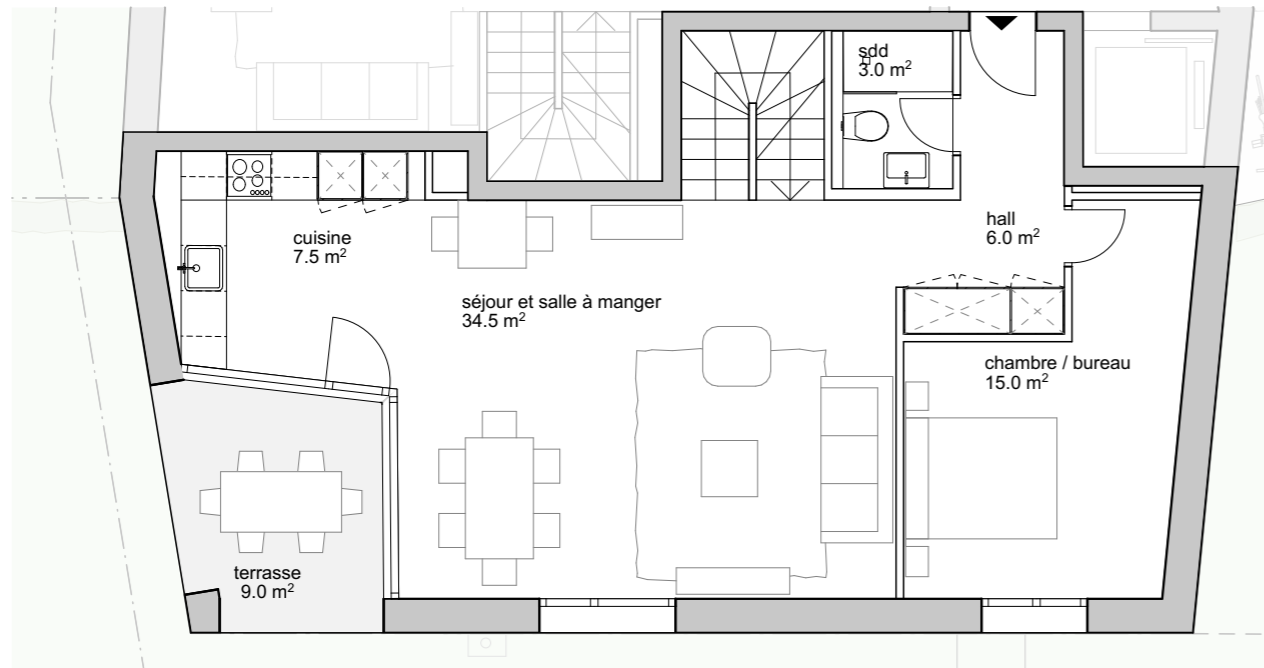 sdd
3.0 m²
cuisine
7.5 m²
hall
6.0 m²
séjour et salle à manger
34.5 m²
chambre / bureau
15.0 m²
terrasse
9.0 m²